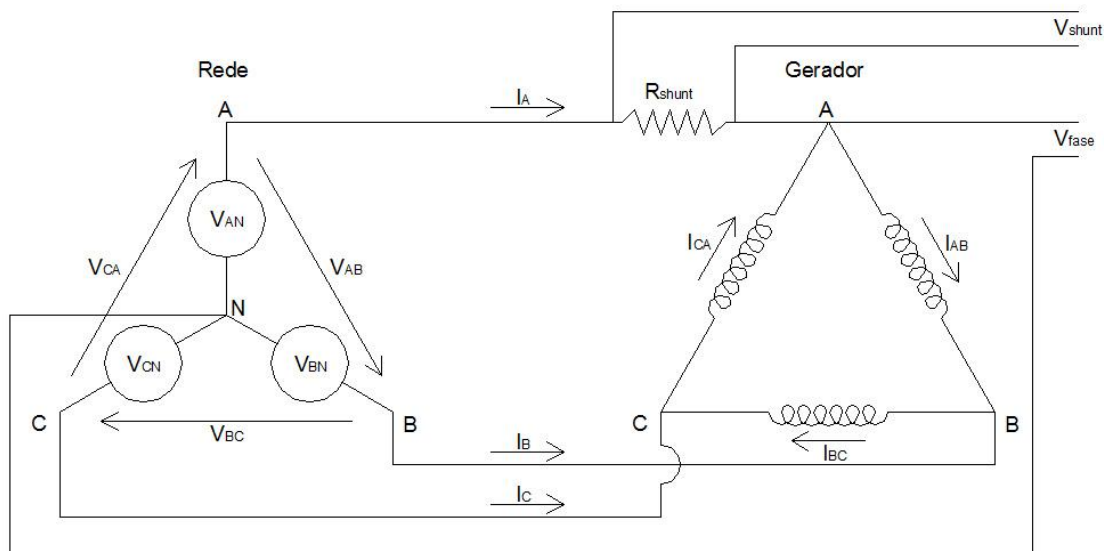 Vshunt
Rede
Gerador
Rshunt
IA
A
A
Vfase
VAN
ICA
IAB
VCA
VAB
N
VCN
VBN
C
B
C
B
VBC
IB
IBC
IC